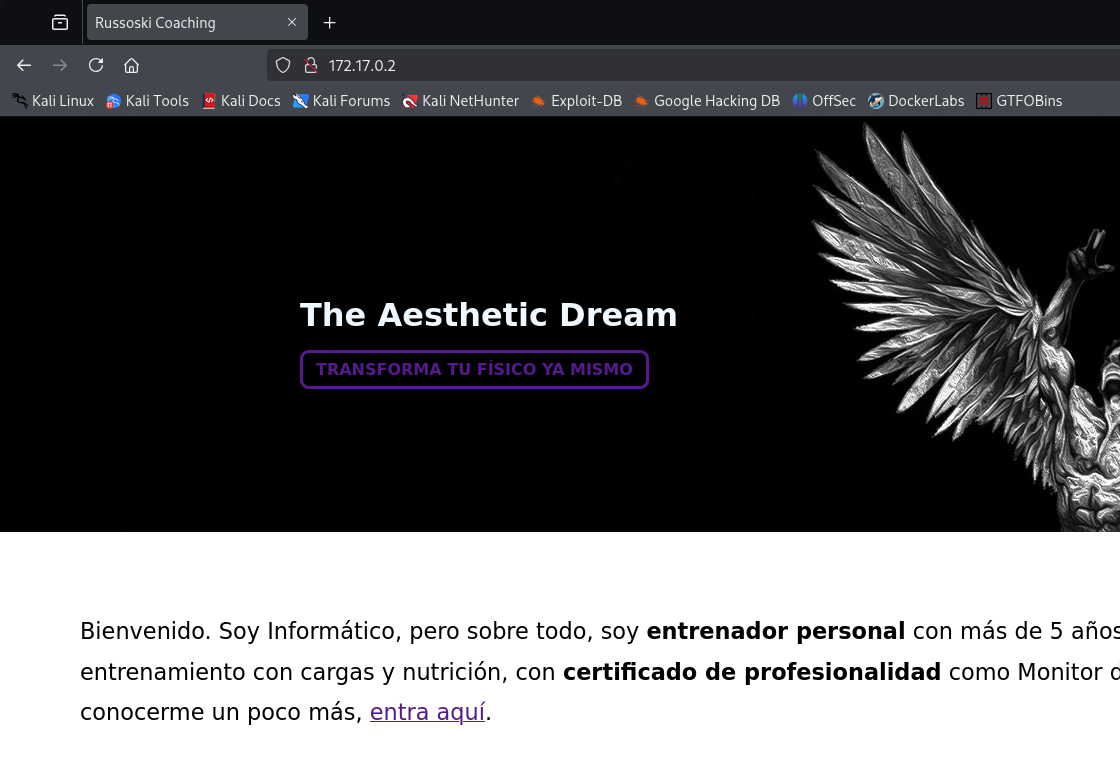 Russoski Coaching
172.17.0.2
Kali Linux Kali Tools Kali Docs Kali Forums Kali NetHunter Exploit-DB Google Hacking DB OffSec DockerLabs GTFOBins
The Aesthetic Dream
TRANSFORMA TU FÍSICO YA MISMO
Bienvenido. Soy Informático, pero sobre todo, soy entrenador personal con más de 5 años
entrenamiento con cargas y nutrición, con certificado de profesionalidad como Monitor
conocerme un poco más, entra aquí.